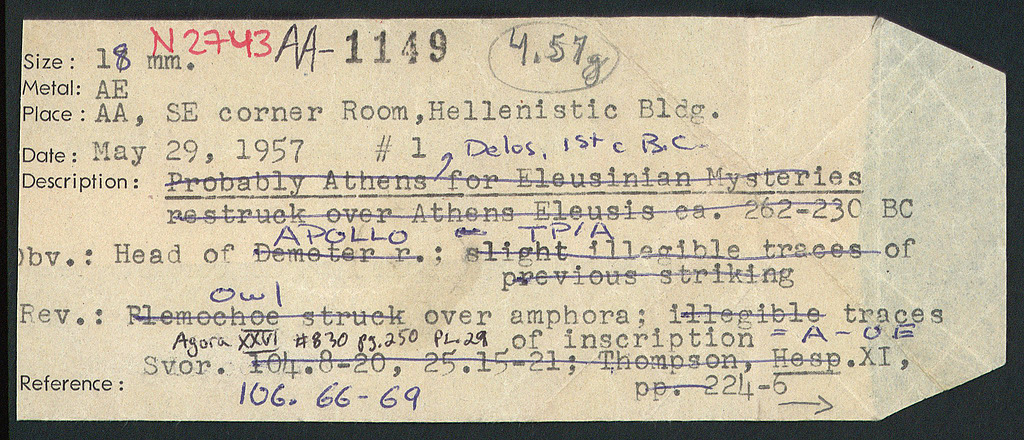 N2743 AA-1149 4.57g
Size: 18 mm.
Metal: AE
Place: AA, SE corner Room, Hellenistic Bldg.
Date: May 29, 1957 # 1, Delos, 1st c B.C.
Description: Probably Athens for Eleusinian Mysteries
restruck over Athens Eleusis ca. 262-230 BC
APOLLO - TP/A
Obv.: Head of Demeter r.; slight illegible traces of
previous striking
Owl
Rev.: Plemochoe struck over amphora; illegible traces
Agora XXVI #830 pg.250 PL.29 of inscription = A-ΘE
Svor. 104.8-20, 25.15-21; Thompson, Hesp.XI,
Reference: pp. 224-6
106. 66-69 →